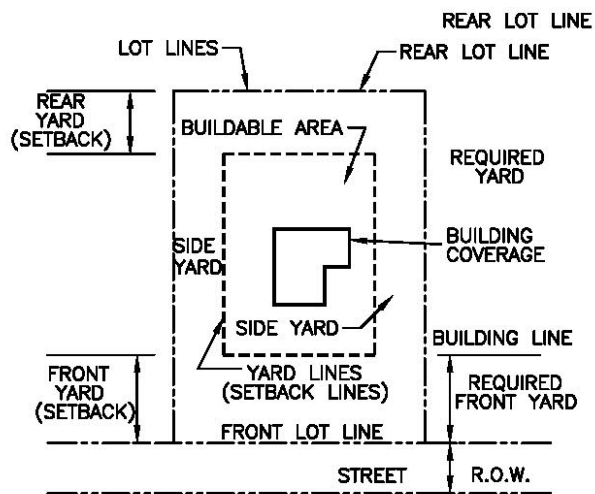 REAR LOT LINE
LOT LINES
REAR LOT LINE
REAR
YARD
(SETBACK)
BUILDABLE AREA
REQUIRED
YARD
SIDE
YARD
BUILDING
COVERAGE
SIDE YARD
BUILDING LINE
FRONT
YARD
(SETBACK)
YARD LINES
(SETBACK LINES)
REQUIRED
FRONT YARD
FRONT LOT LINE
STREET
R.O.W.